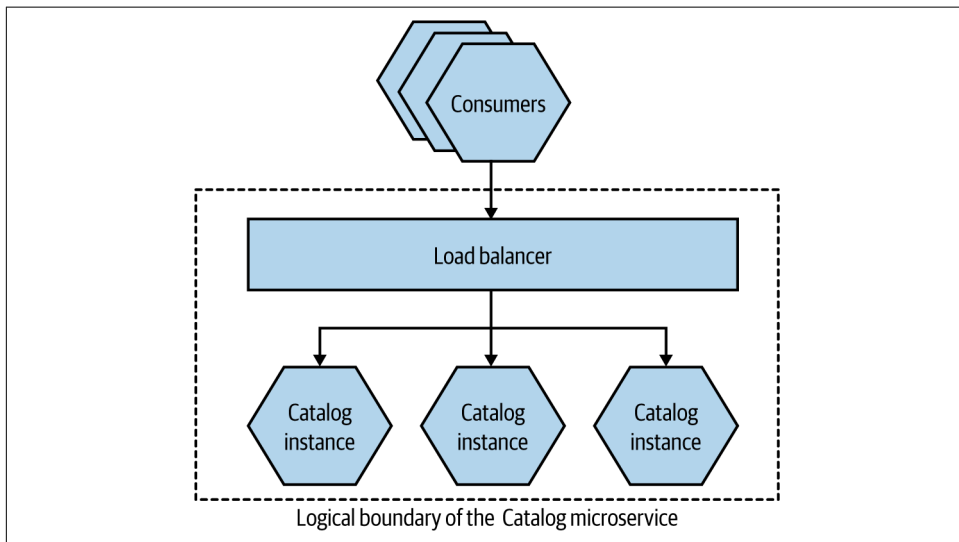 Consumers
Load balancer
Catalog
instance
Catalog
instance
Catalog
instance
Logical boundary of the Catalog microservice